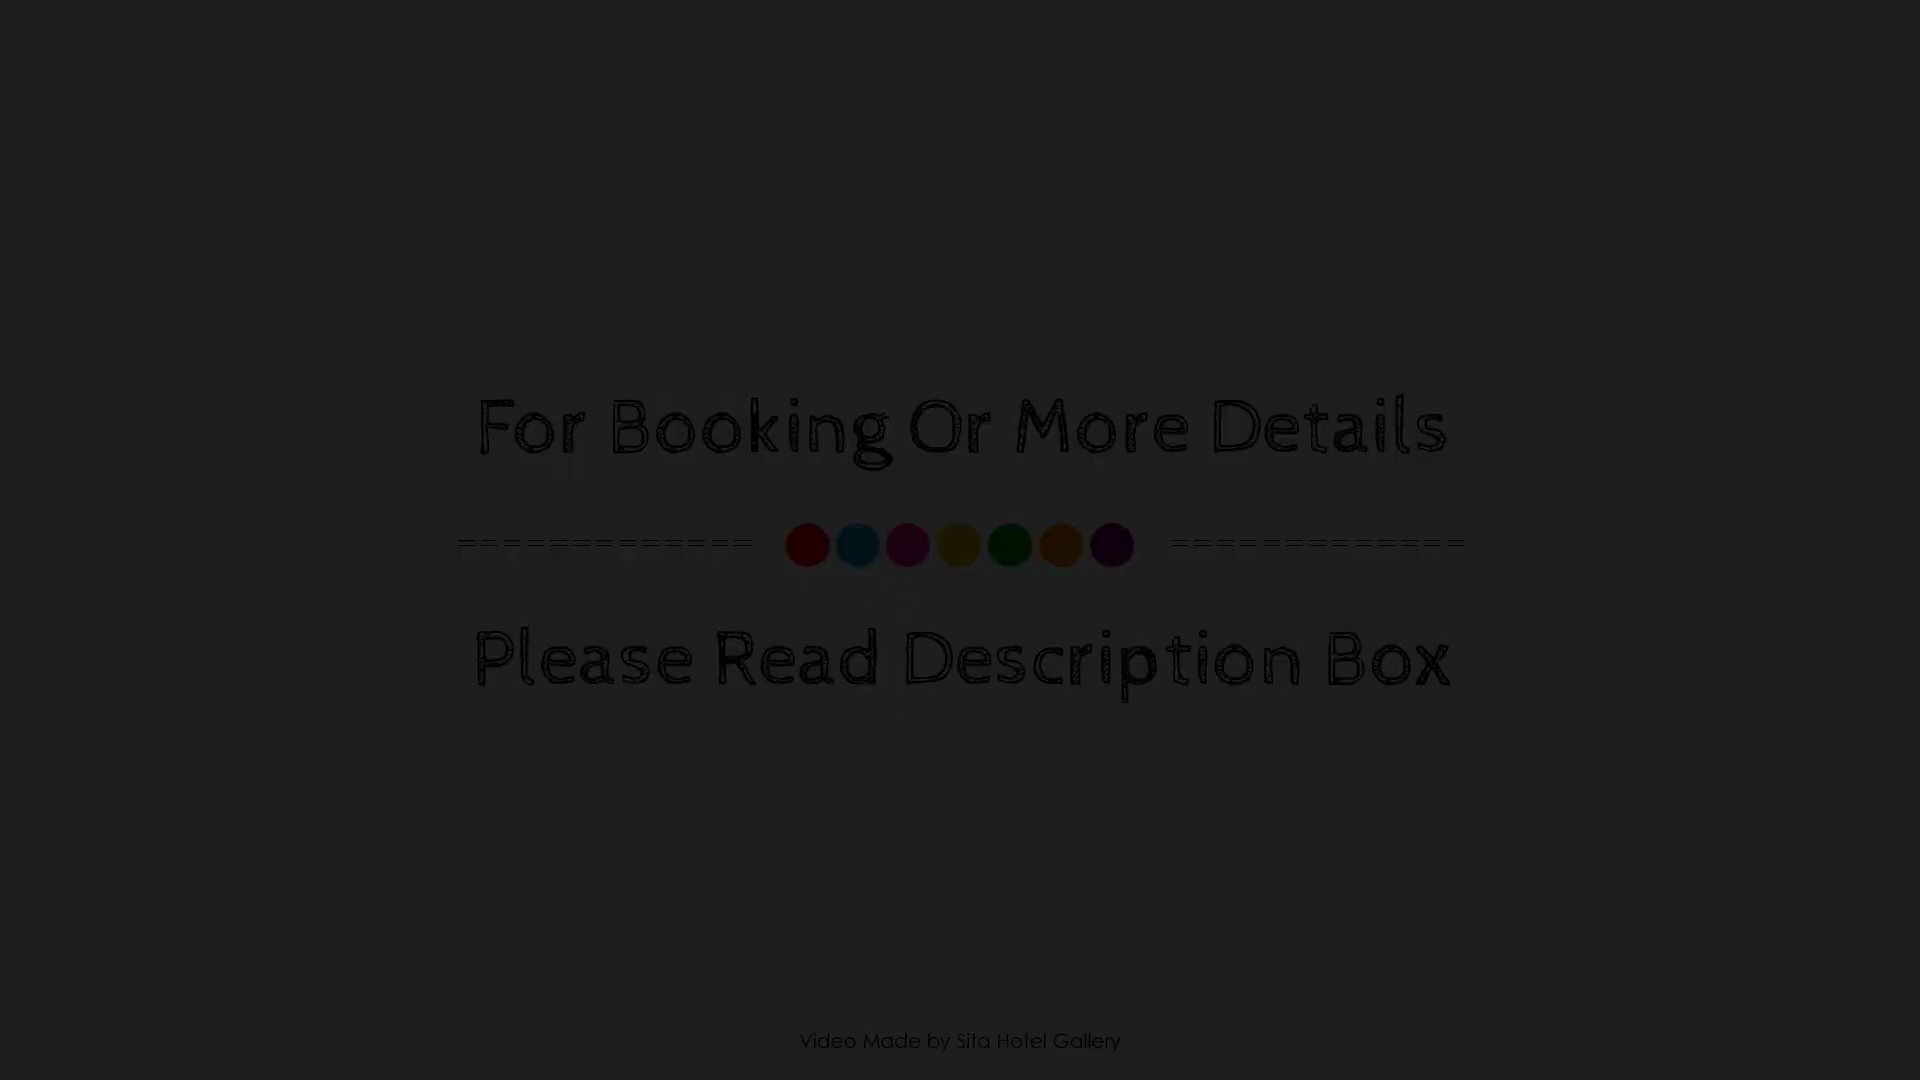 For Booking Or More Details
============= =============
Please Read Description Box
Video Made by Sita Hotel Gallery